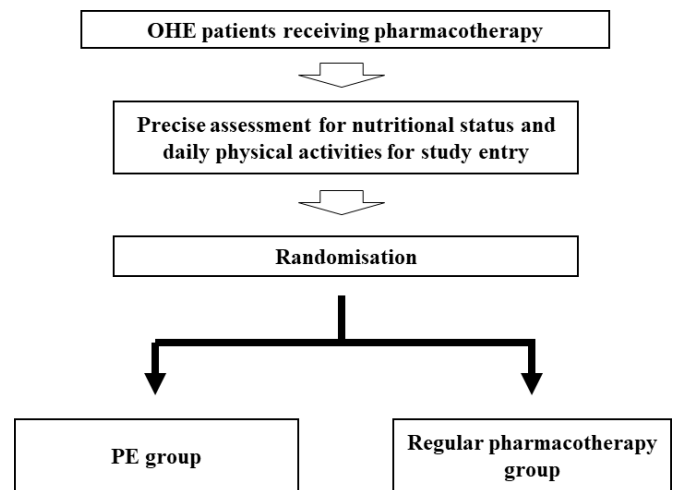 OHE patients receiving pharmacotherapy
Precise assessment for nutritional status and
daily physical activities for study entry
Randomisation
PE group
Regular pharmacotherapy
group